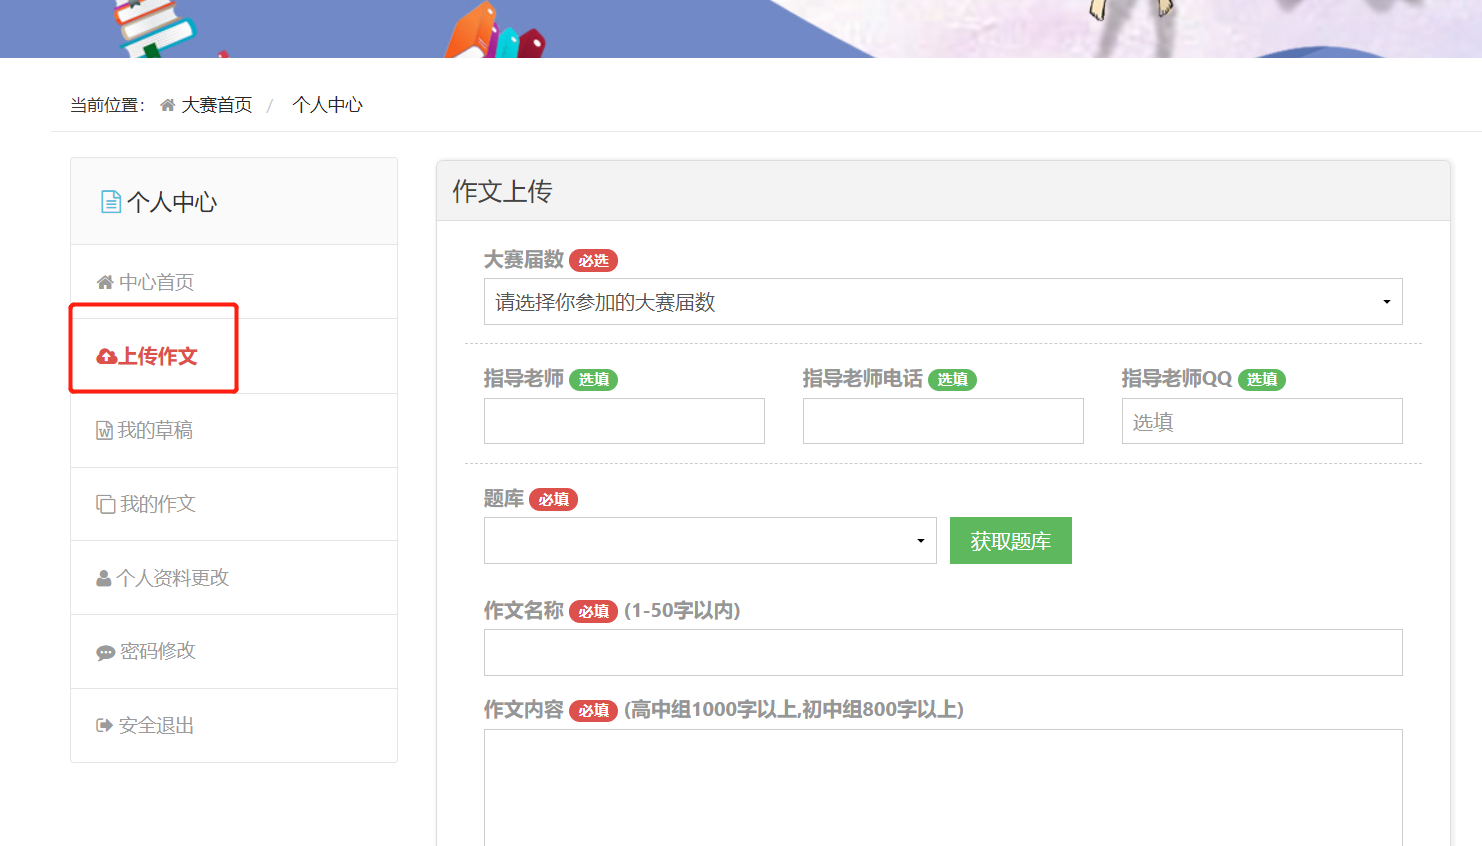 当前位置： 大赛首页 / 个人中心
个人中心
中心首页
上传作文
我的草稿
我的作文
个人资料更改
密码修改
安全退出
作文上传
大赛届数 必选
请选择你参加的大赛届数
指导老师 选填 指导老师电话 选填 指导老师QQ 选填
选填
题库 必填
获取题库
作文名称 必填 (1-50字以内)
作文内容 必填 (高中组1000字以上,初中组800字以上)